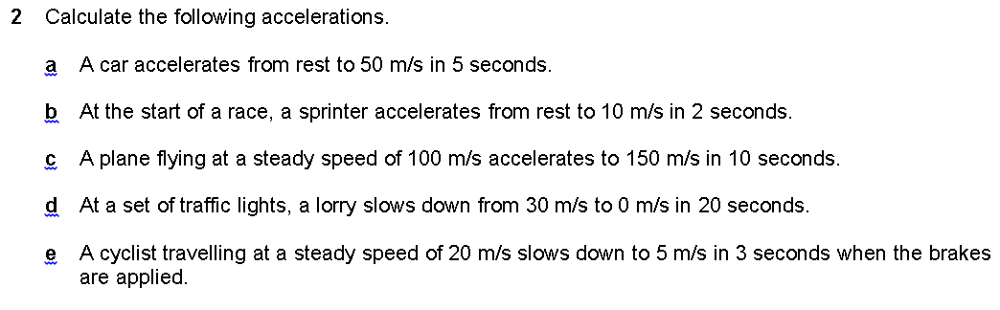 2 Calculate the following accelerations.
a A car accelerates from rest to 50 m/s in 5 seconds.
b At the start of a race, a sprinter accelerates from rest to 10 m/s in 2 seconds.
c A plane flying at a steady speed of 100 m/s accelerates to 150 m/s in 10 seconds.
d At a set of traffic lights, a lorry slows down from 30 m/s to 0 m/s in 20 seconds.
e A cyclist travelling at a steady speed of 20 m/s slows down to 5 m/s in 3 seconds when the brakes
are applied.